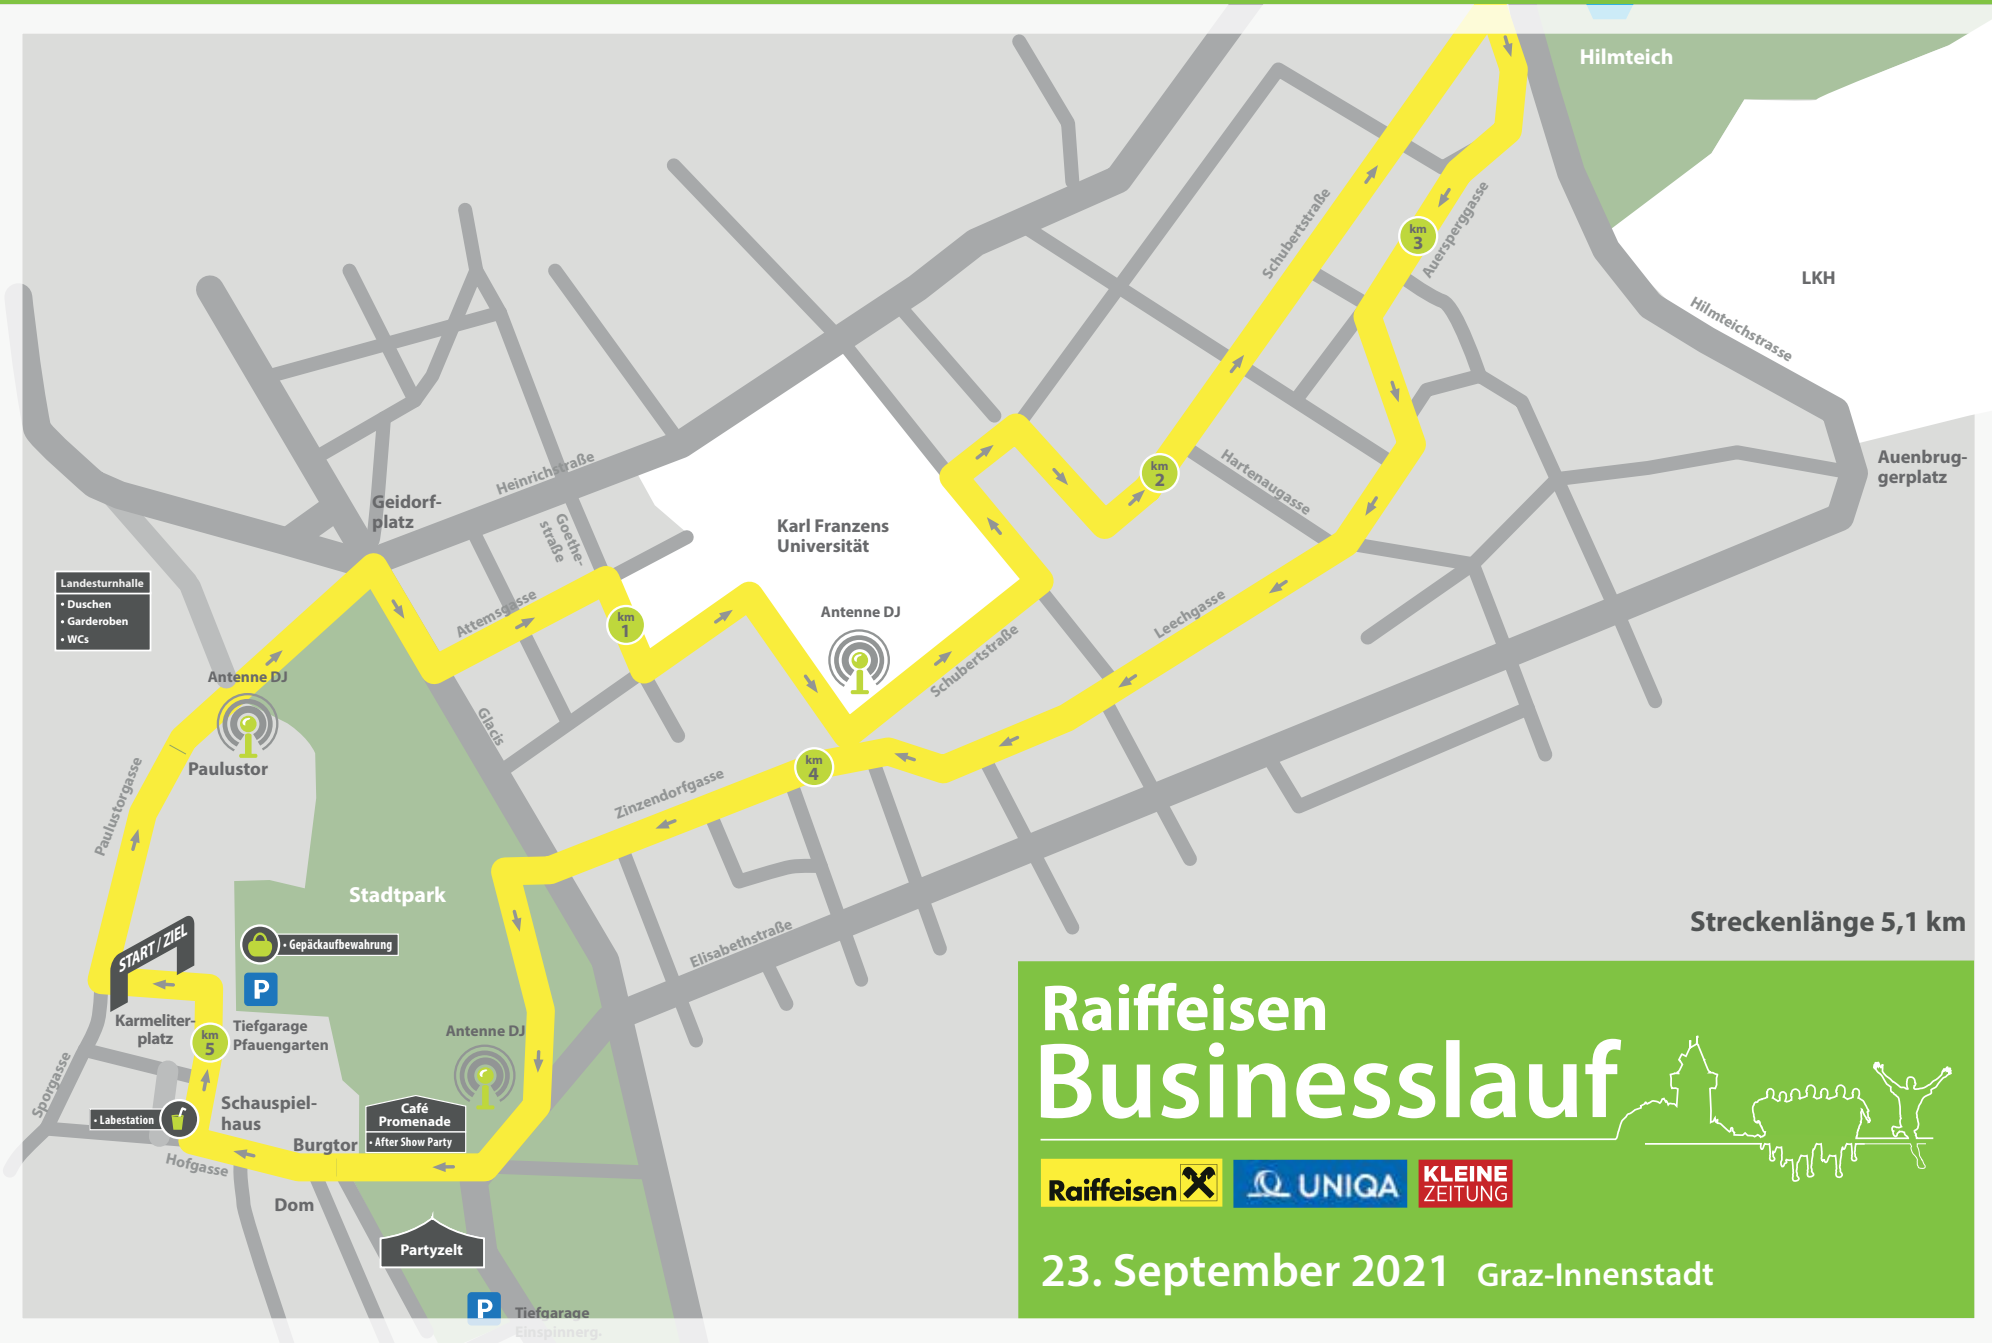 Hilmteich
Schubertstraße
km
3
Auersperggasse
LKH
Hilmteichstrasse
Auenbrug-
gerplatz
Heinrichstraße
Geidorf-
platz
Goethe-
straße
Karl Franzens
Universität
km
2
Hartenaugasse
Landesturnhalle
• Duschen
• Garderoben
• WCs
Attemsgasse
km
1
Antenne DJ
Schubertstraße
Leechgasse
Antenne DJ
Paulustor
Glacis
Paulustorgasse
Zinzendorfgasse
km
4
Stadtpark
START / ZIEL
• Gepäckaufbewahrung
P
Elisabethstraße
Streckenlänge 5,1 km
Karmeliter-
platz
km
5
Tiefgarage
Pfauengarten
Antenne DJ
Sporgasse
• Labestation
Schauspiel-
haus
Café
Promenade
• After Show Party
Burgtor
Hofgasse
Dom
Partyzelt
P
Tiefgarage
Einspinnerg.
Raiffeisen
Businesslauf
Raiffeisen
UNIQA
KLEINE
ZEITUNG
23. September 2021 Graz-Innenstadt